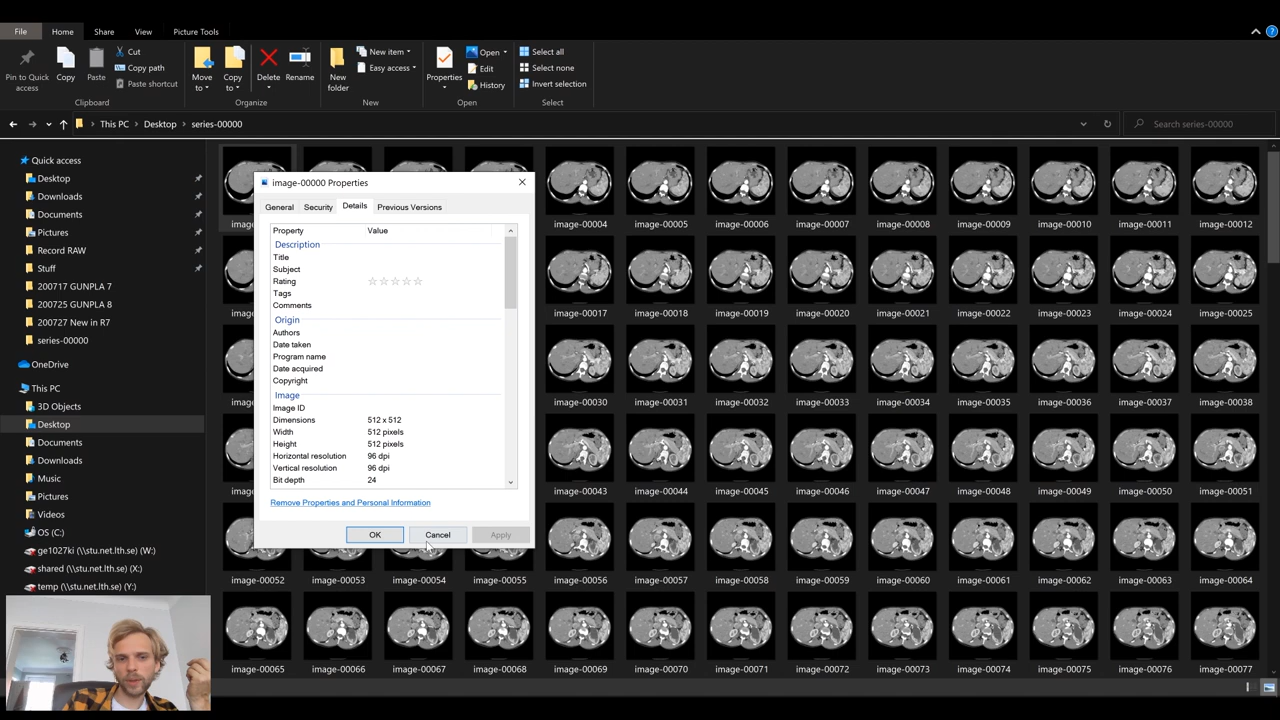 File Home Share View Picture Tools
Pin to Quick access
Copy
Paste
Cut
Copy path
Paste shortcut
Clipboard
Move to
Copy to
Delete
Rename
Organize
New folder
New item
Easy access
New
Properties
Open
Edit
History
Open
Select all
Select none
Invert selection
Select
This PC Desktop series-00000
Search series-00000
Quick access
Desktop
Downloads
Documents
Pictures
Record RAW
Stuff
200717 GUNPLA 7
200725 GUNPLA 8
200727 New in R7
series-00000
OneDrive
This PC
3D Objects
Desktop
Documents
Downloads
Music
Pictures
Videos
OS (C:)
ge1027ki (\\stu.net.lth.se) (W:)
shared (\\stu.net.lth.se) (X:)
temp (\\stu.net.lth.se) (Y:)
image-00000 Properties
General Security Details Previous Versions
Property Value
Description
Title
Subject
Rating
Tags
Comments
Origin
Authors
Date taken
Program name
Date acquired
Copyright
Image
Image ID
Dimensions 512 x 512
Width 512 pixels
Height 512 pixels
Horizontal resolution 96 dpi
Vertical resolution 96 dpi
Bit depth 24
Remove Properties and Personal Information
OK Cancel Apply
image-00004 image-00005 image-00006 image-00007 image-00008 image-00009 image-00010 image-00011 image-00012
image-00017 image-00018 image-00019 image-00020 image-00021 image-00022 image-00023 image-00024 image-00025
image-00030 image-00031 image-00032 image-00033 image-00034 image-00035 image-00036 image-00037 image-00038
image-00043 image-00044 image-00045 image-00046 image-00047 image-00048 image-00049 image-00050 image-00051
image-00052 image-00053 image-00054 image-00055 image-00056 image-00057 image-00058 image-00059 image-00060 image-00061 image-00062 image-00063 image-00064
image-00065 image-00066 image-00067 image-00068 image-00069 image-00070 image-00071 image-00072 image-00073 image-00074 image-00075 image-00076 image-00077